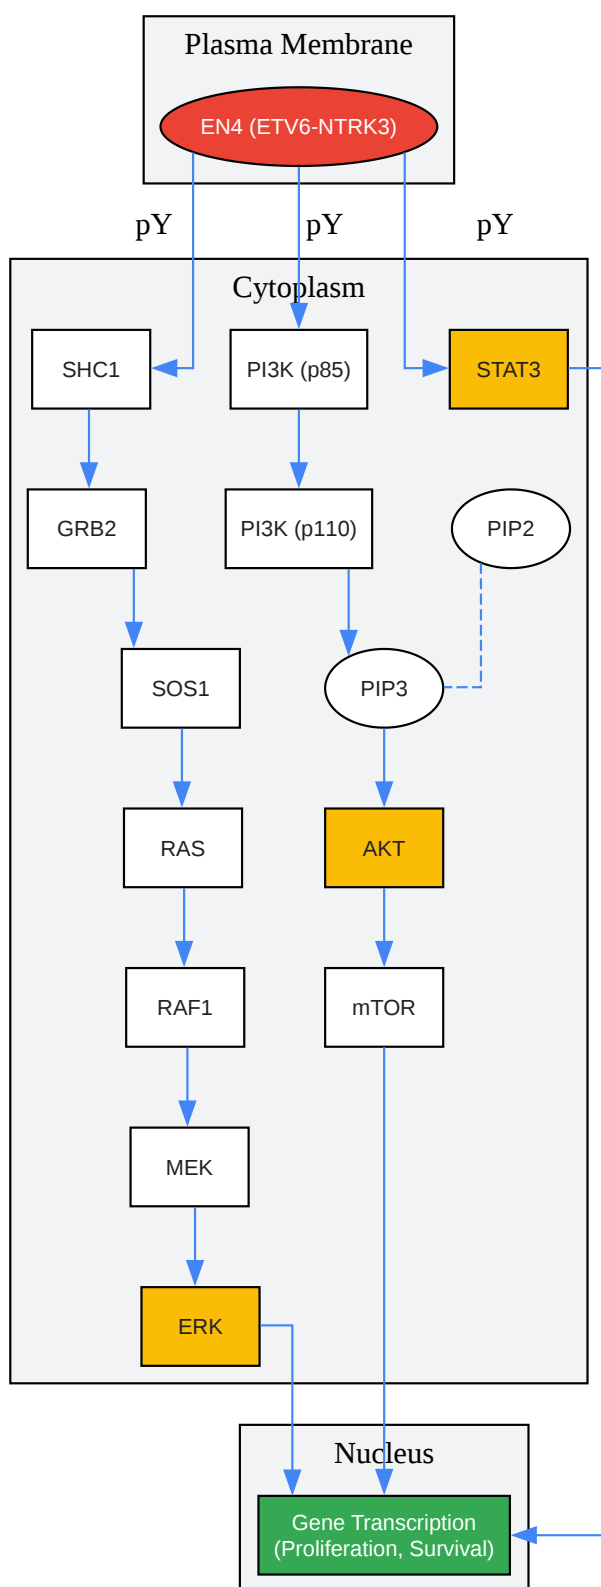 Plasma Membrane
EN4 (ETV6-NTRK3)
pY
pY
pY
Cytoplasm
SHC1
PI3K (p85)
STAT3
GRB2
PI3K (p110)
PIP2
SOS1
PIP3
RAS
AKT
RAF1
mTOR
MEK
ERK
Nucleus
Gene Transcription
(Proliferation, Survival)